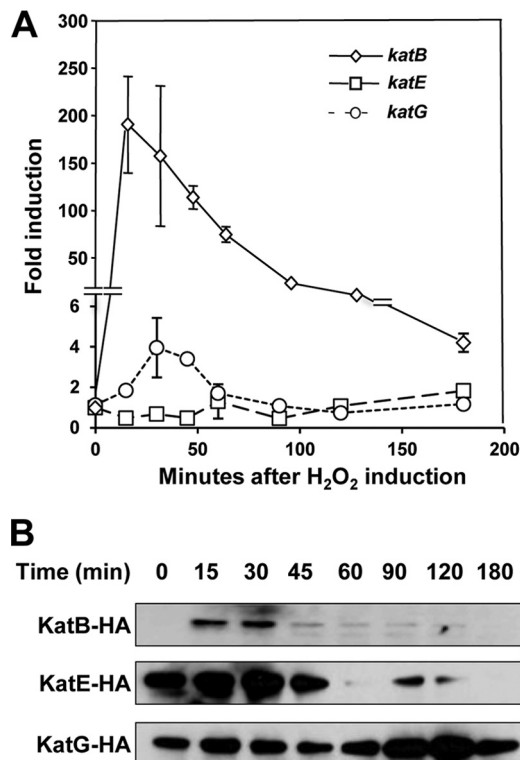 A
300
250
200
150
100
50
6
4
2
0
Fold induction
katB
katE
katG
0 50 100 150 200
Minutes after H₂O₂ induction
B
Time (min) 0 15 30 45 60 90 120 180
KatB-HA
KatE-HA
KatG-HA